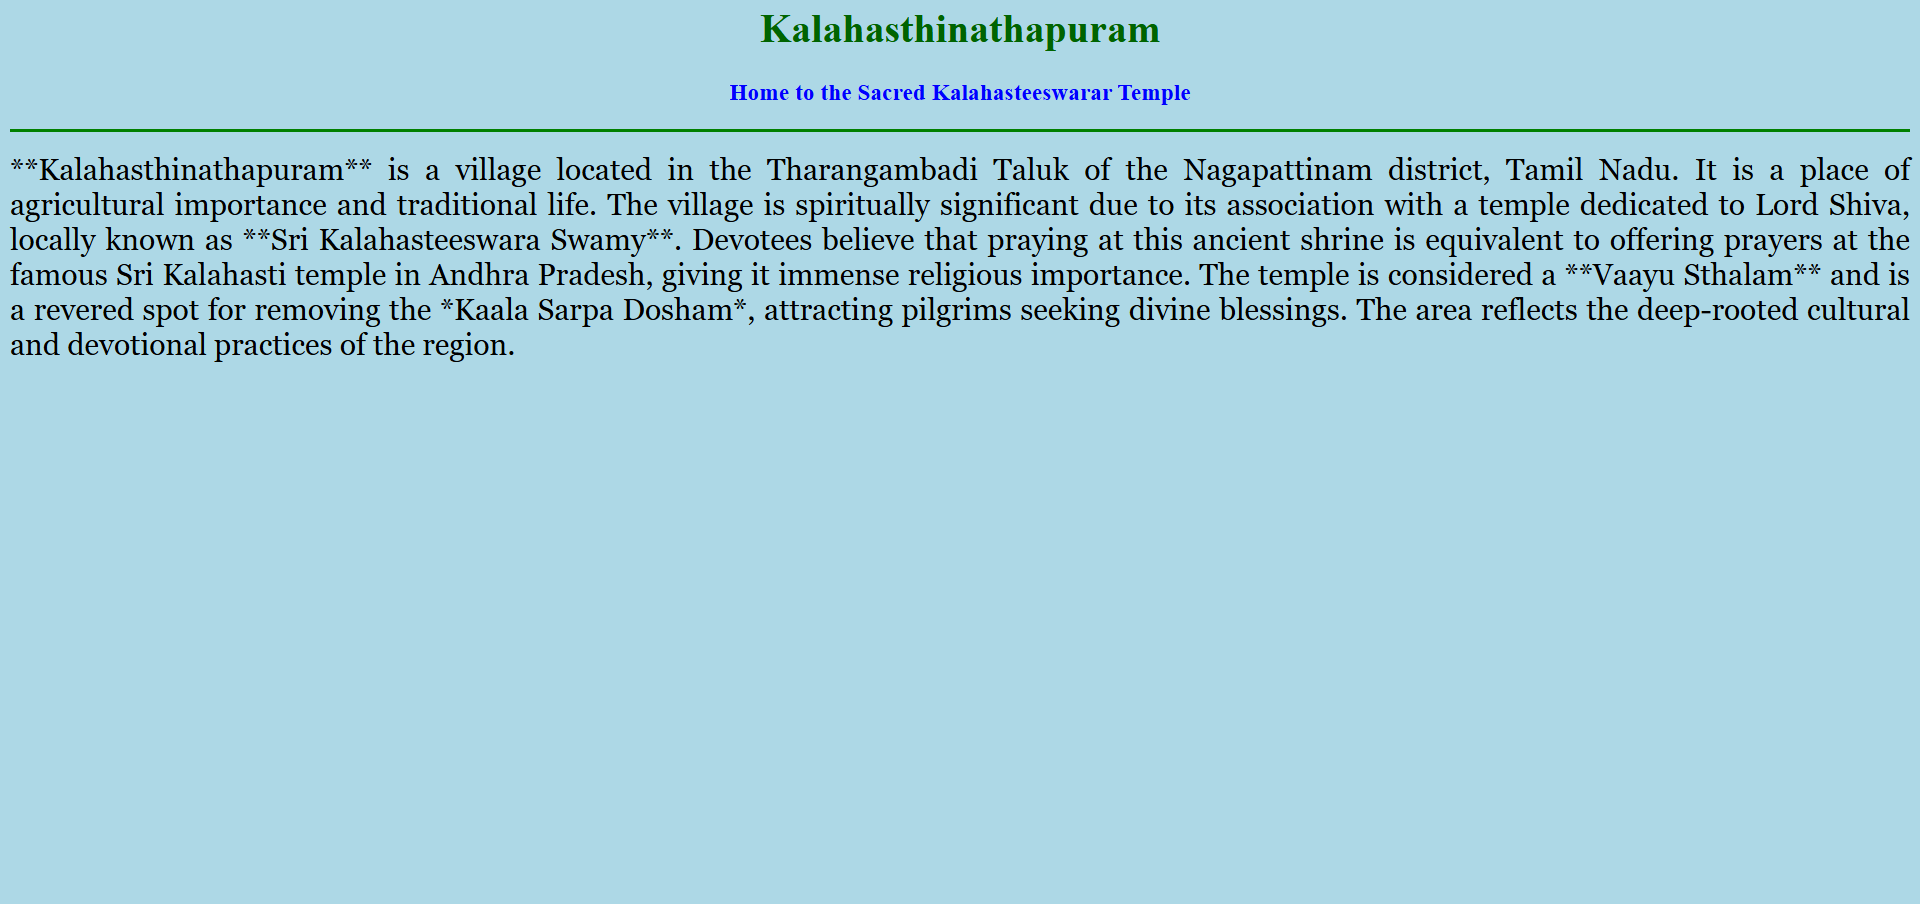 Kalahasthinathapuram
Home to the Sacred Kalahasteeswarar Temple
**Kalahasthinathapuram** is a village located in the Tharangambadi Taluk of the Nagapattinam district, Tamil Nadu. It is a place of
agricultural importance and traditional life. The village is spiritually significant due to its association with a temple dedicated to Lord Shiva,
locally known as **Sri Kalahasteeswara Swamy**. Devotees believe that praying at this ancient shrine is equivalent to offering prayers at the
famous Sri Kalahasti temple in Andhra Pradesh, giving it immense religious importance. The temple is considered a **Vaayu Sthalam** and is
a revered spot for removing the *Kaala Sarpa Dosham*, attracting pilgrims seeking divine blessings. The area reflects the deep-rooted cultural
and devotional practices of the region.